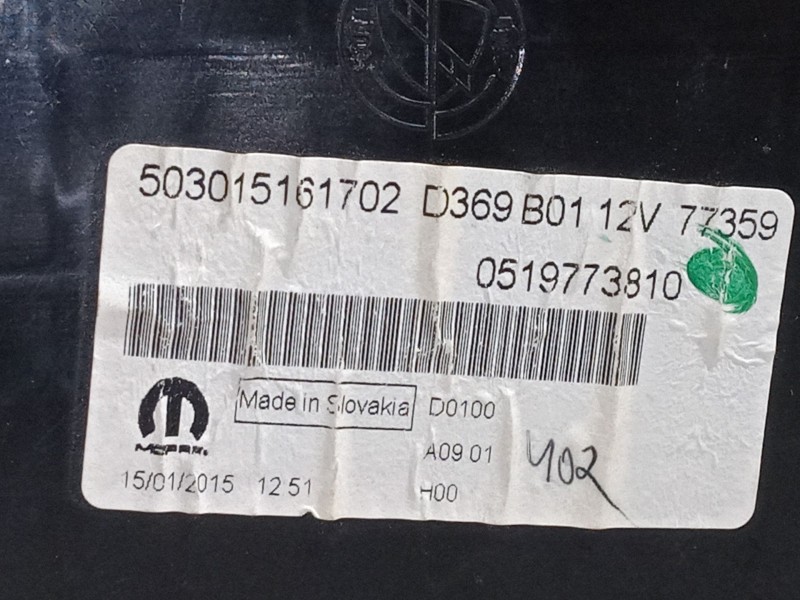 503015161702 D369 B01 12V 77359
0519773810
Made in Slovakia D0100
A09 01
15/01/2015 12 51 H00
402